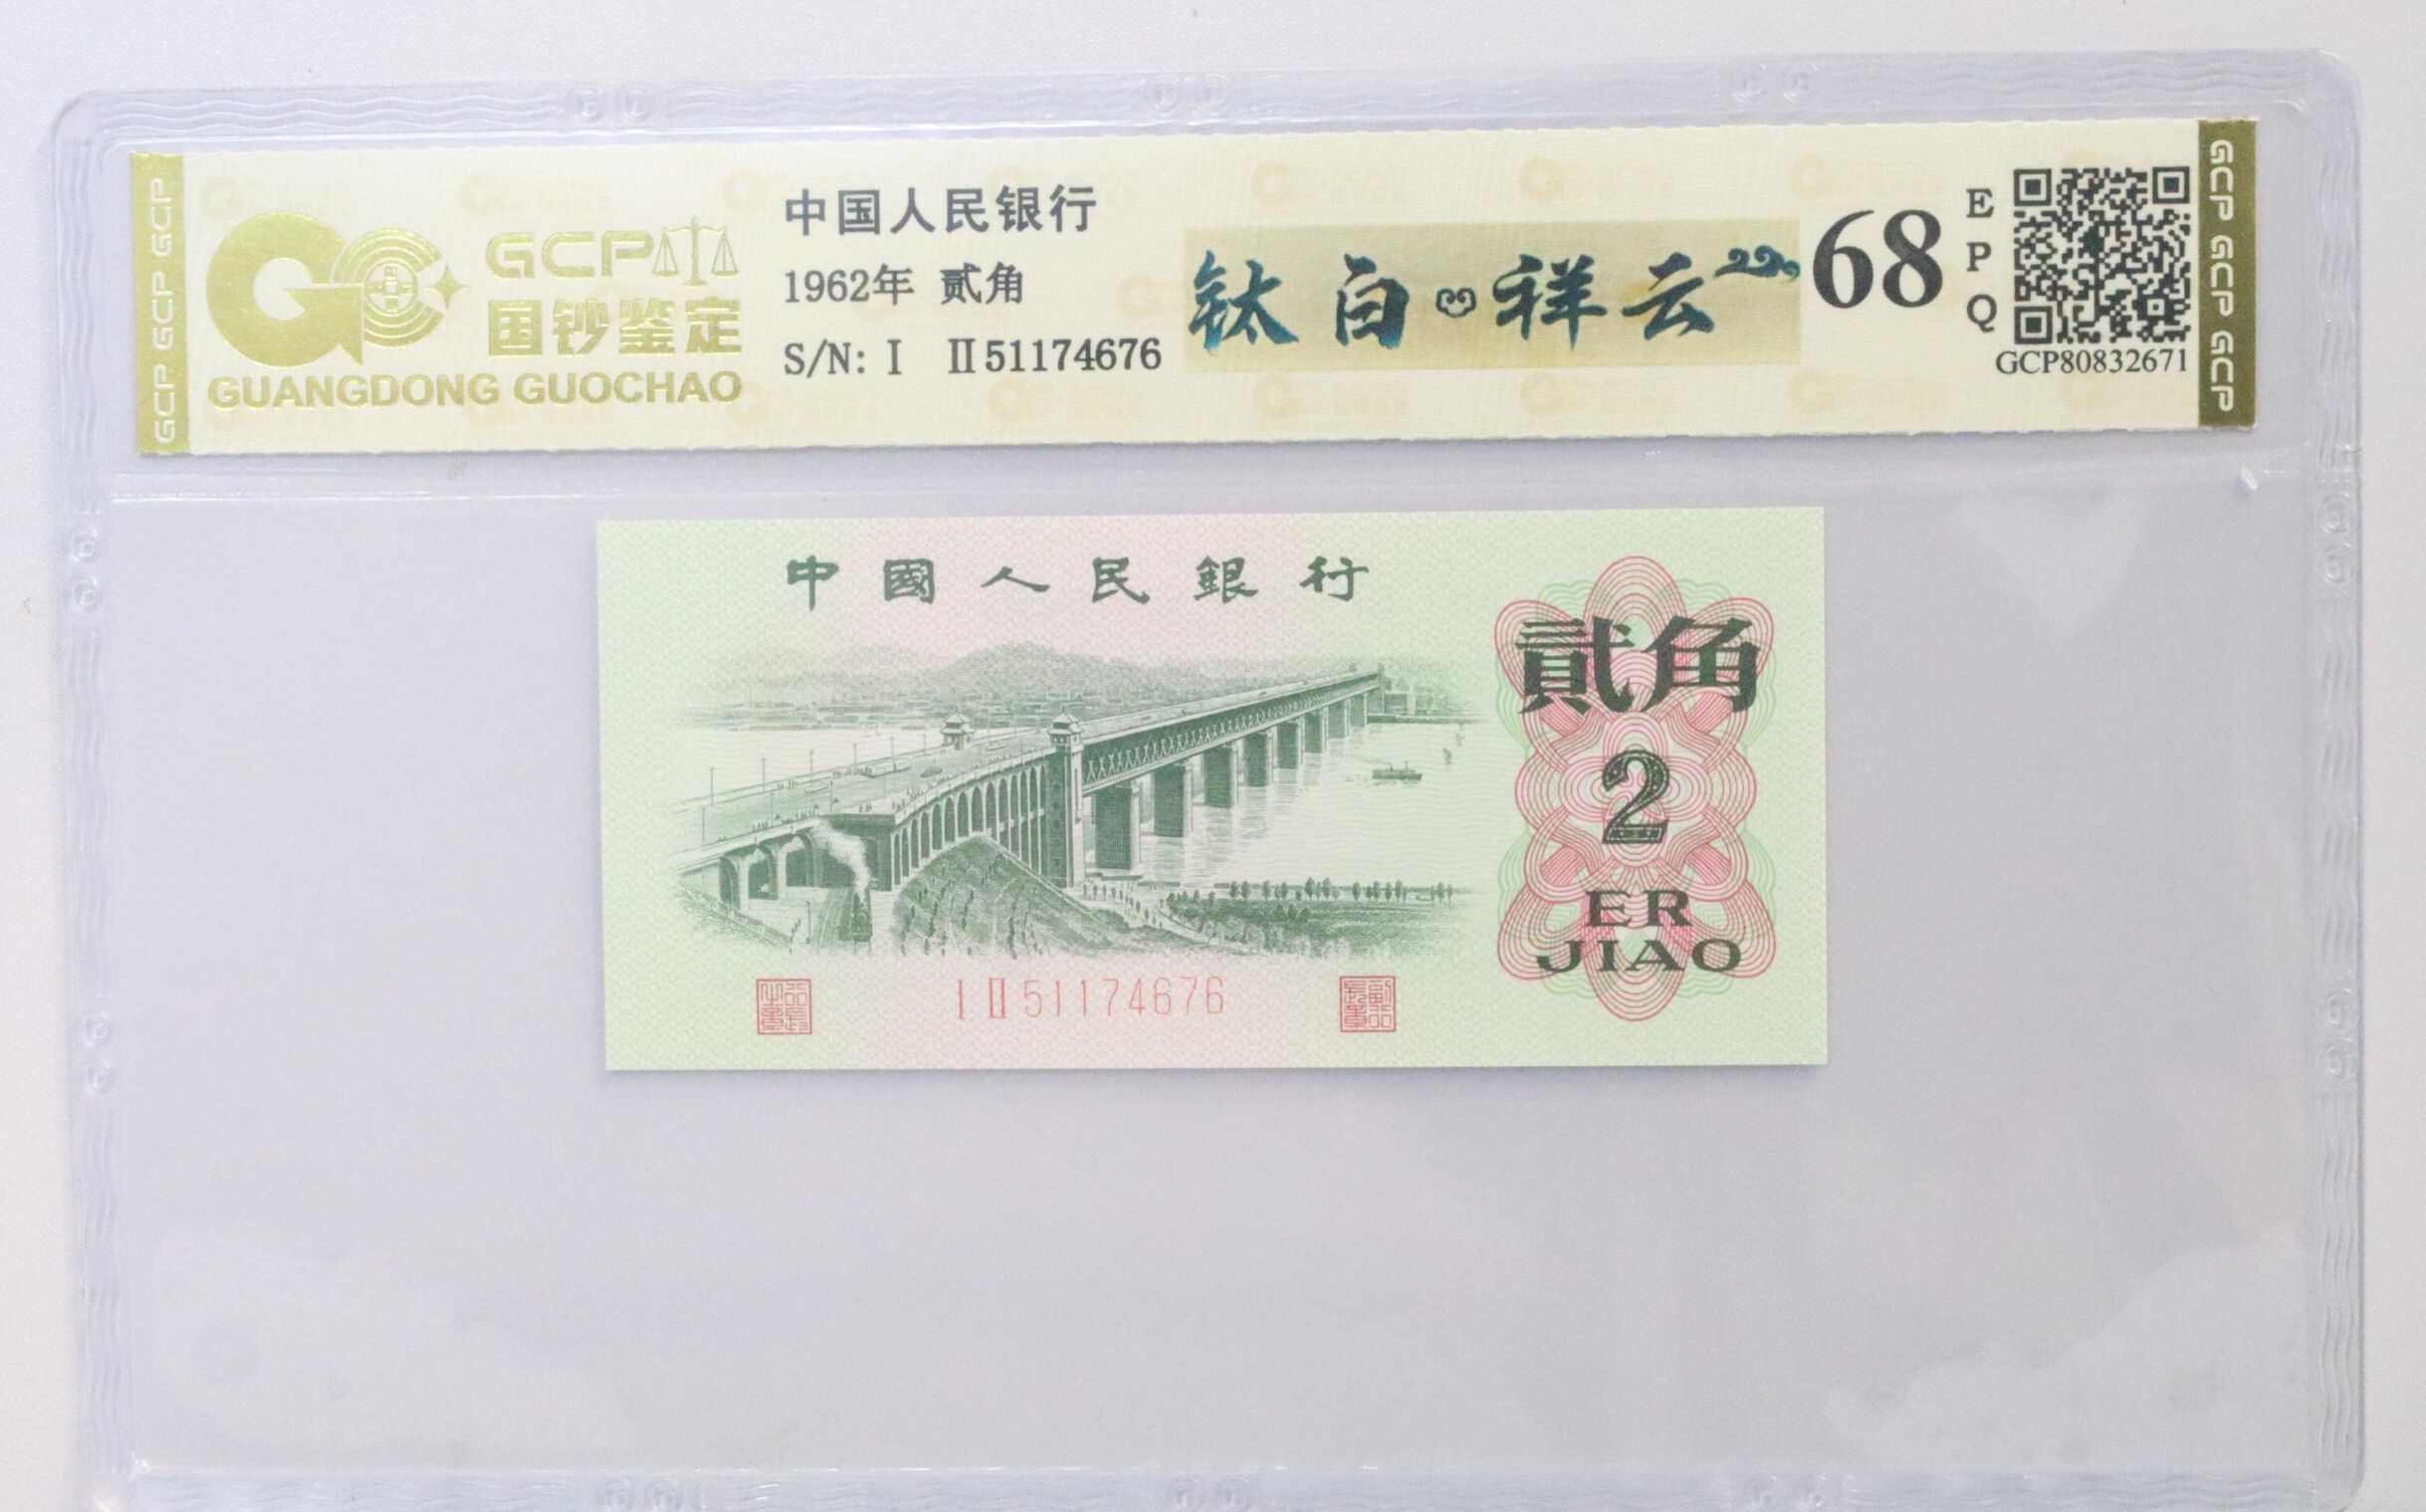 GCP GCP GCP
GCP
国钞鉴定
GUANGDONG GUOCHAO
中国人民银行
1962年 贰角
S/N: I II51174676
钛白祥云
68
EPQ
GCP80832671
GCP GCP GCP
中國人民銀行
貳角
2
ER
JIAO
I II 51174676